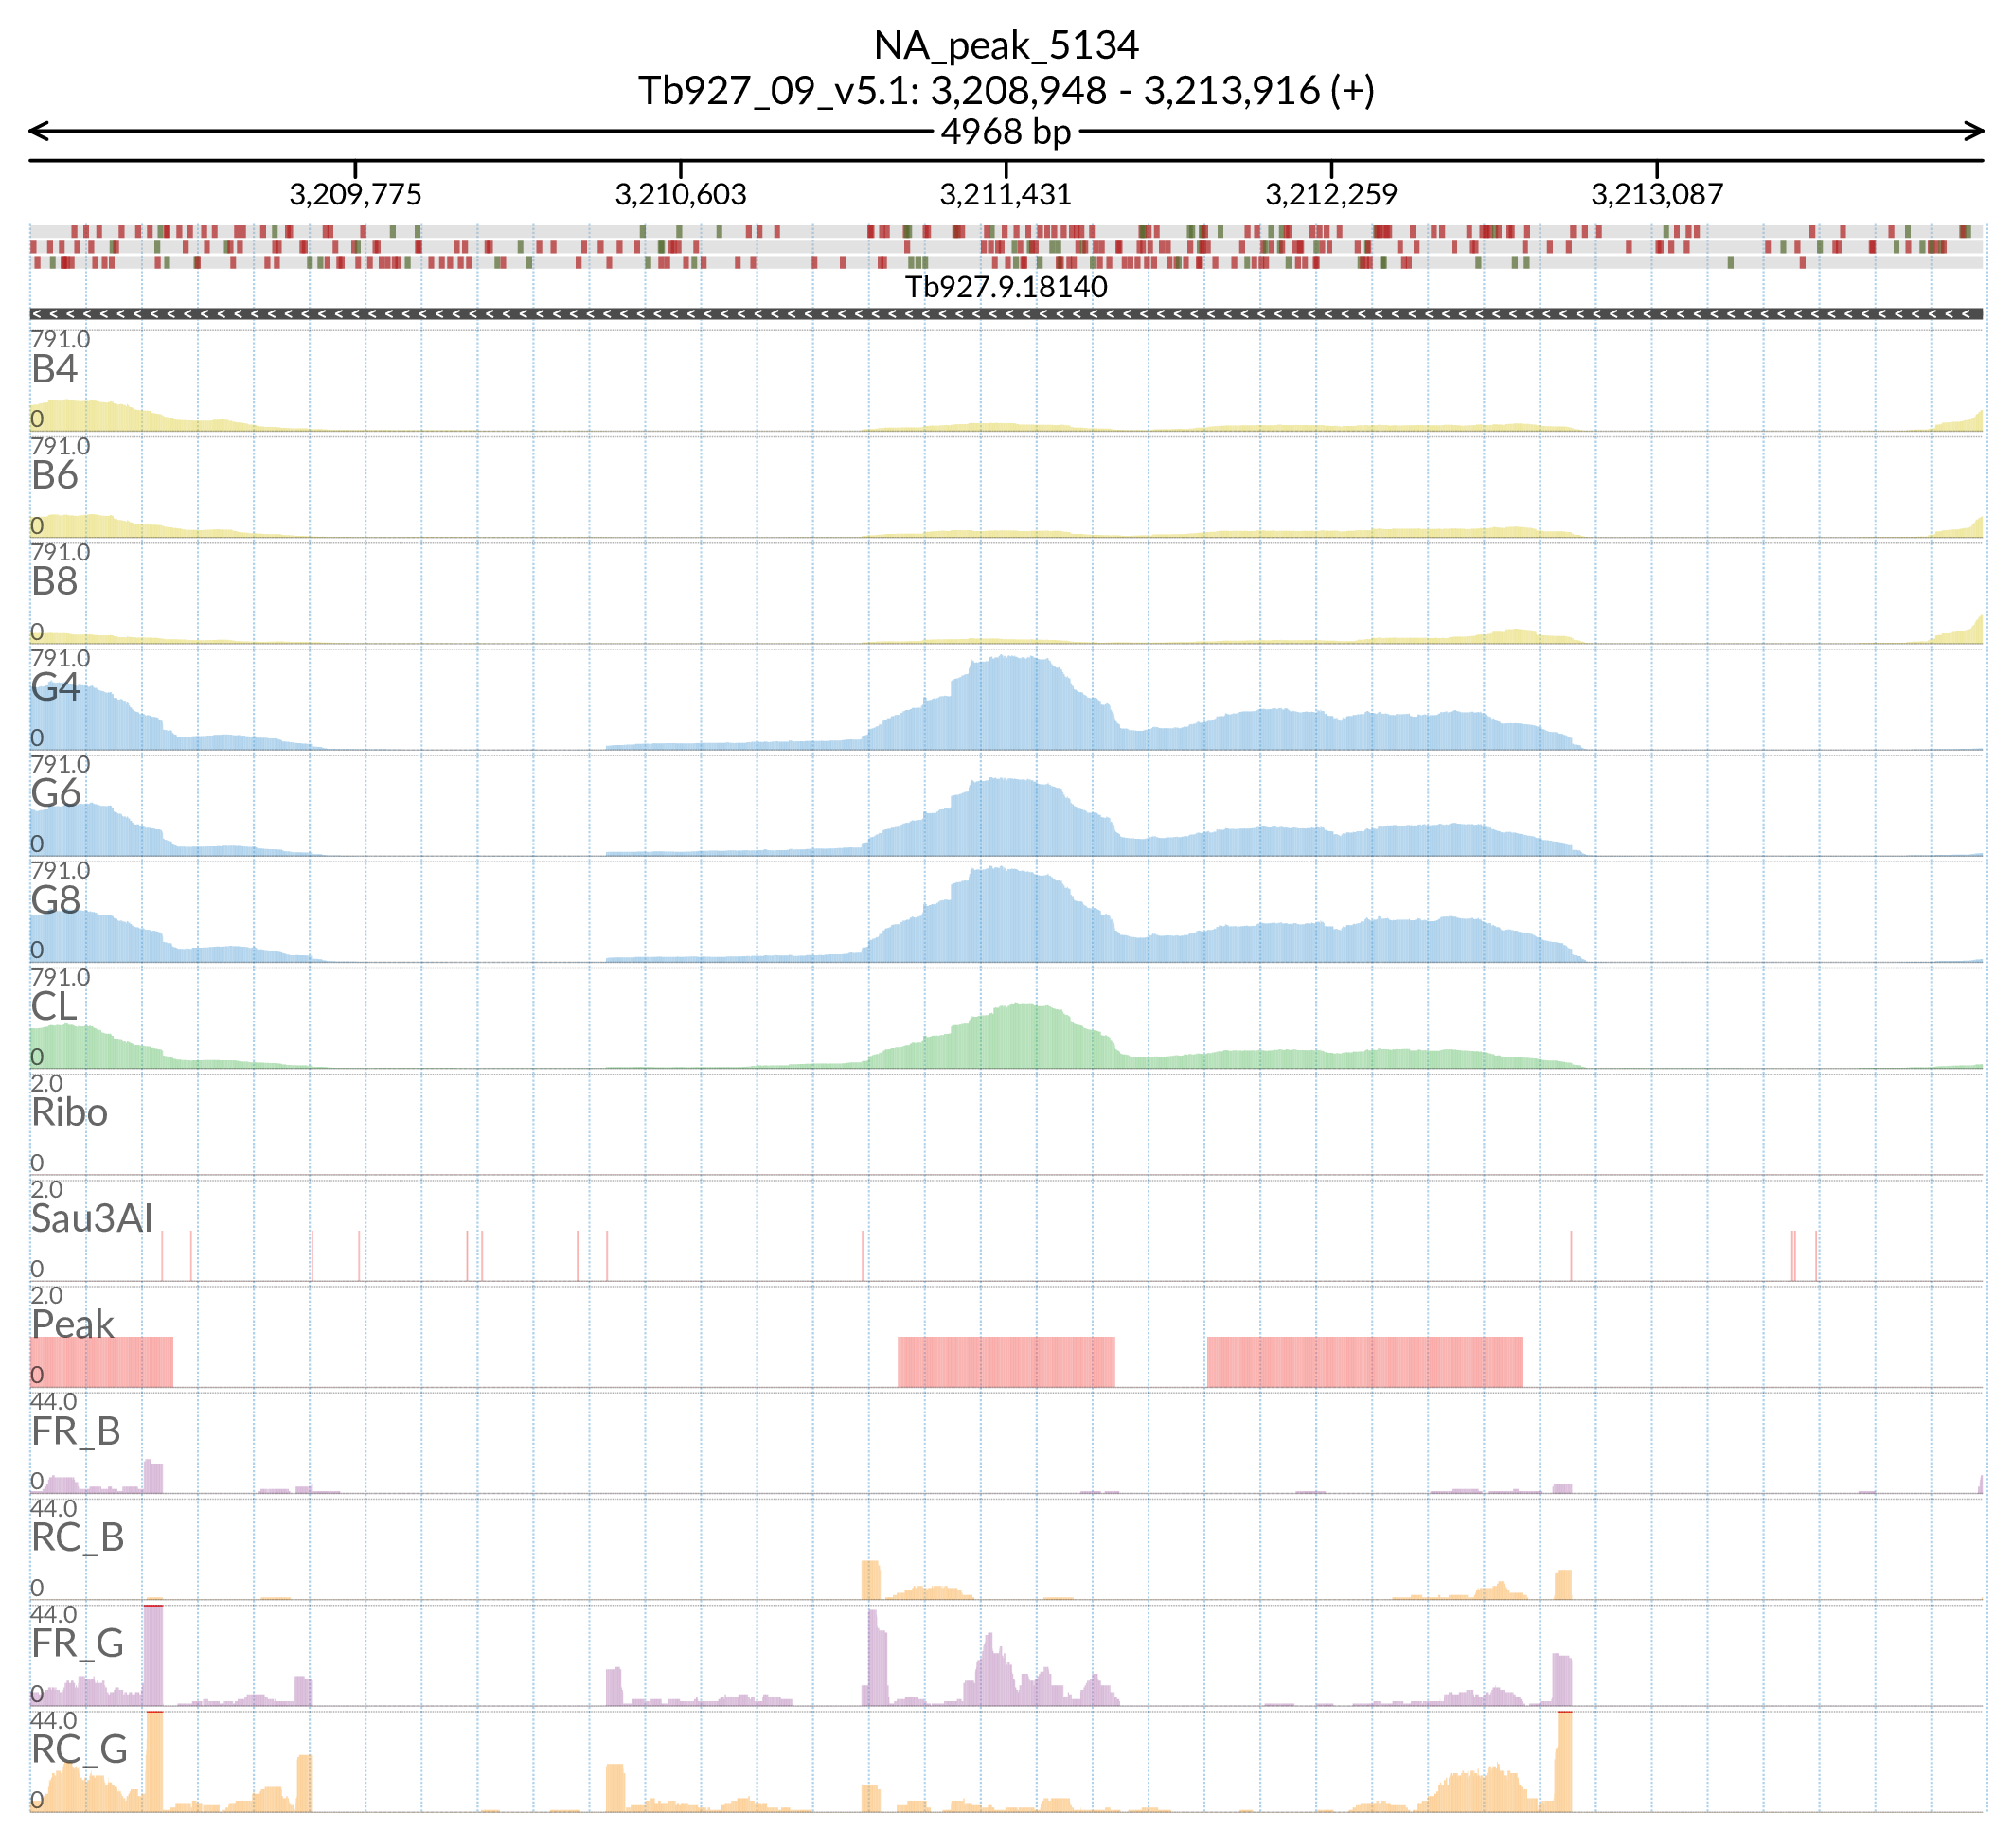 NA_peak_5134
Tb927_09_v5.1: 3,208,948 - 3,213,916 (+)
4968 bp
3,209,775 3,210,603 3,211,431 3,212,259 3,213,087
Tb927.9.18140
791.0
B4
0
791.0
B6
0
791.0
B8
0
791.0
G4
0
791.0
G6
0
791.0
G8
0
791.0
CL
0
2.0
Ribo
0
2.0
Sau3AI
0
2.0
Peak
0
44.0
FR_B
0
44.0
RC_B
0
44.0
FR_G
0
44.0
RC_G
0